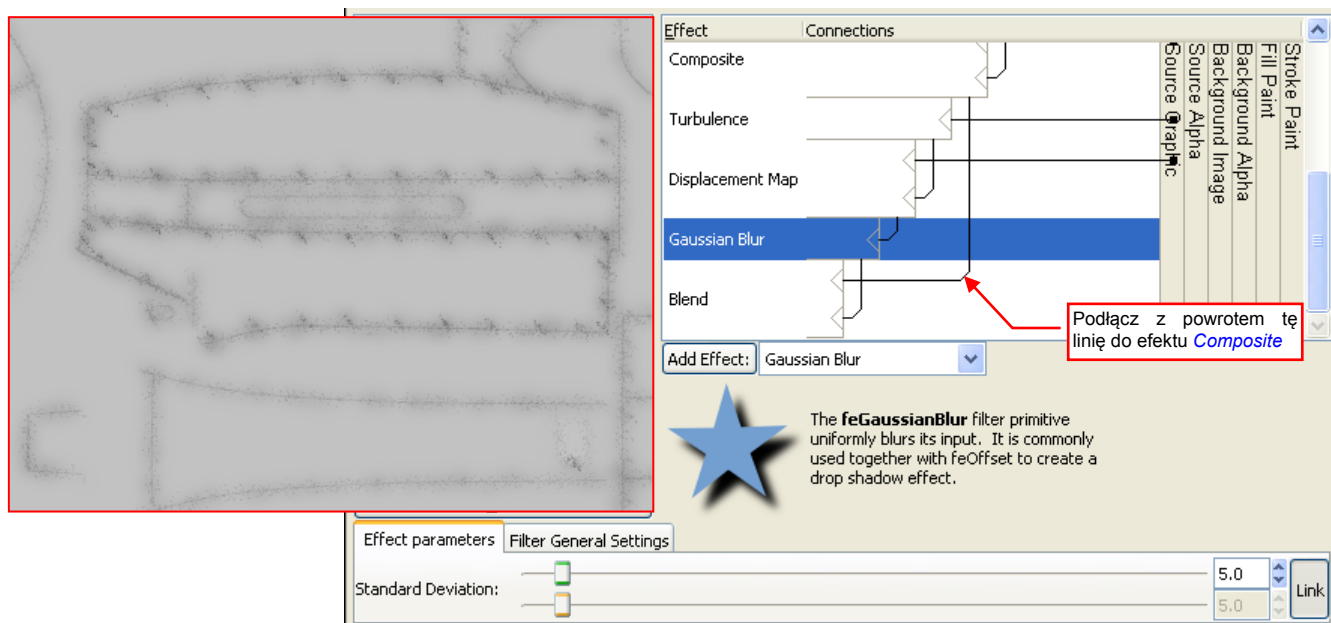 Effect Connections
Composite
Turbulence
Displacement Map
Gaussian Blur
Blend
Source Graphic
Source Alpha
Background Image
Background Alpha
Fill Paint
Stroke Paint
Podłącz z powrotem tę
linię do efektu Composite
Add Effect: Gaussian Blur
The feGaussianBlur filter primitive
uniformly blurs its input. It is commonly
used together with feOffset to create a
drop shadow effect.
Effect parameters Filter General Settings
Standard Deviation: 5.0
5.0
Link